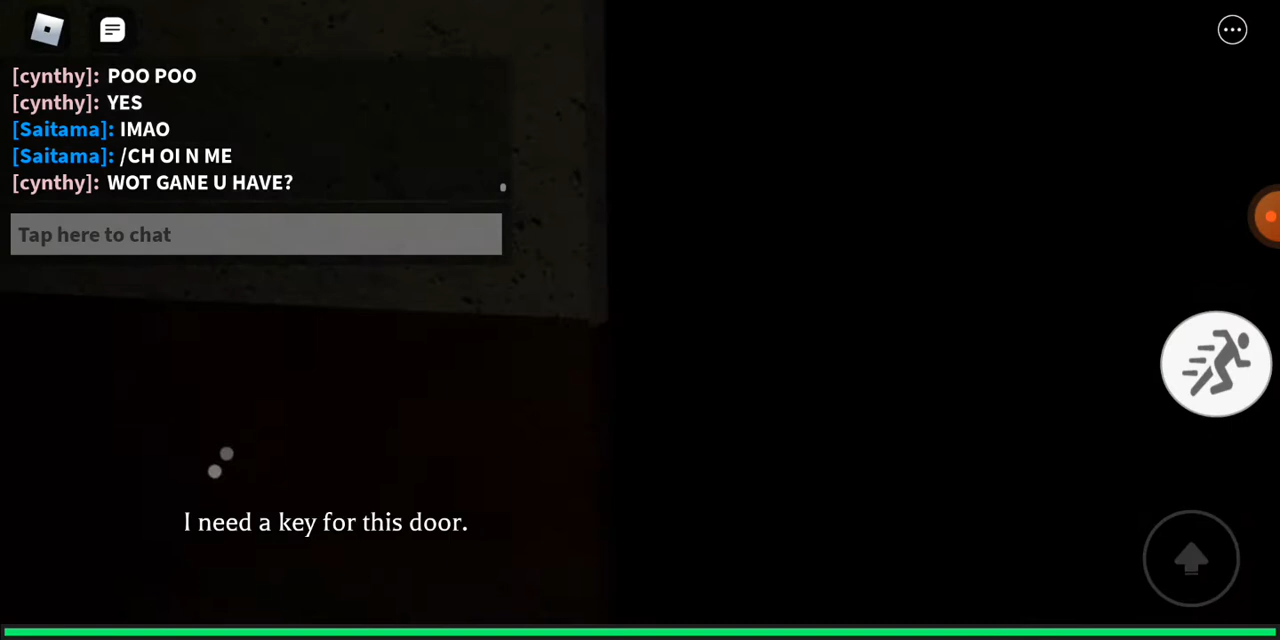 [cynthy]: POO POO
[cynthy]: YES
[Saitama]: IMAO
[Saitama]: /CH OI N ME
[cynthy]: WOT GANE U HAVE?
Tap here to chat
I need a key for this door.